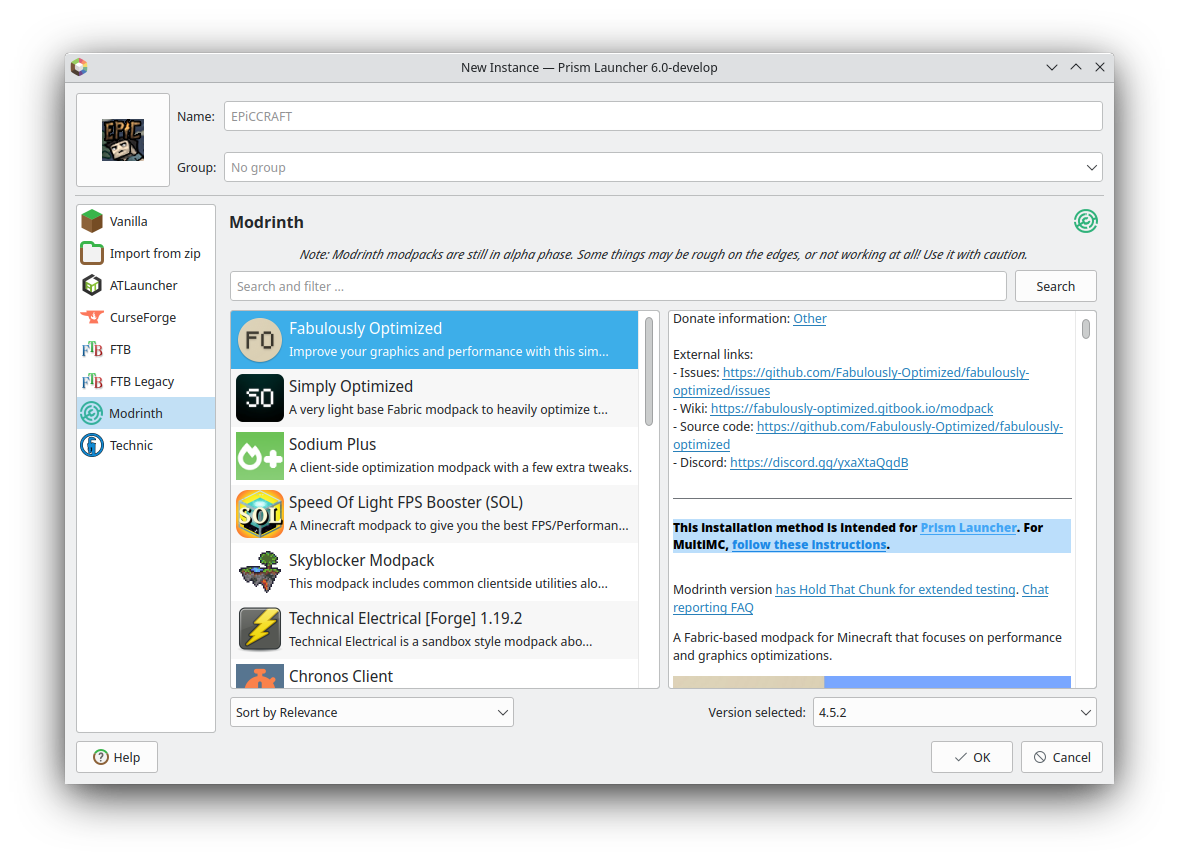 New Instance — Prism Launcher 6.0-develop
EPIC
Name:
EPiCCRAFT
Group:
No group
Vanilla
Import from zip
ATLauncher
CurseForge
FTB FTB
FTB FTB Legacy
Modrinth
Technic
Modrinth
Note: Modrinth modpacks are still in alpha phase. Some things may be rough on the edges, or not working at all! Use it with caution.
Search and filter ...
Search
FO
Fabulously Optimized
Improve your graphics and performance with this sim...
SO
Simply Optimized
A very light base Fabric modpack to heavily optimize t...
Sodium Plus
A client-side optimization modpack with a few extra tweaks.
SOL
Speed Of Light FPS Booster (SOL)
A Minecraft modpack to give you the best FPS/Performan...
Skyblocker Modpack
This modpack includes common clientside utilities alo...
Technical Electrical [Forge] 1.19.2
Technical Electrical is a sandbox style modpack abo...
Chronos Client
Donate information: Other
External links:
- Issues: https://github.com/Fabulously-Optimized/fabulously-
optimized/issues
- Wiki: https://fabulously-optimized.gitbook.io/modpack
- Source code: https://github.com/Fabulously-Optimized/fabulously-
optimized
- Discord: https://discord.gg/yxaXtaQqdB
This installation method is intended for Prism Launcher. For
MultiMC, follow these instructions.
Modrinth version has Hold That Chunk for extended testing. Chat
reporting FAQ
A Fabric-based modpack for Minecraft that focuses on performance
and graphics optimizations.
Sort by Relevance
Version selected:
4.5.2
Help
OK
Cancel